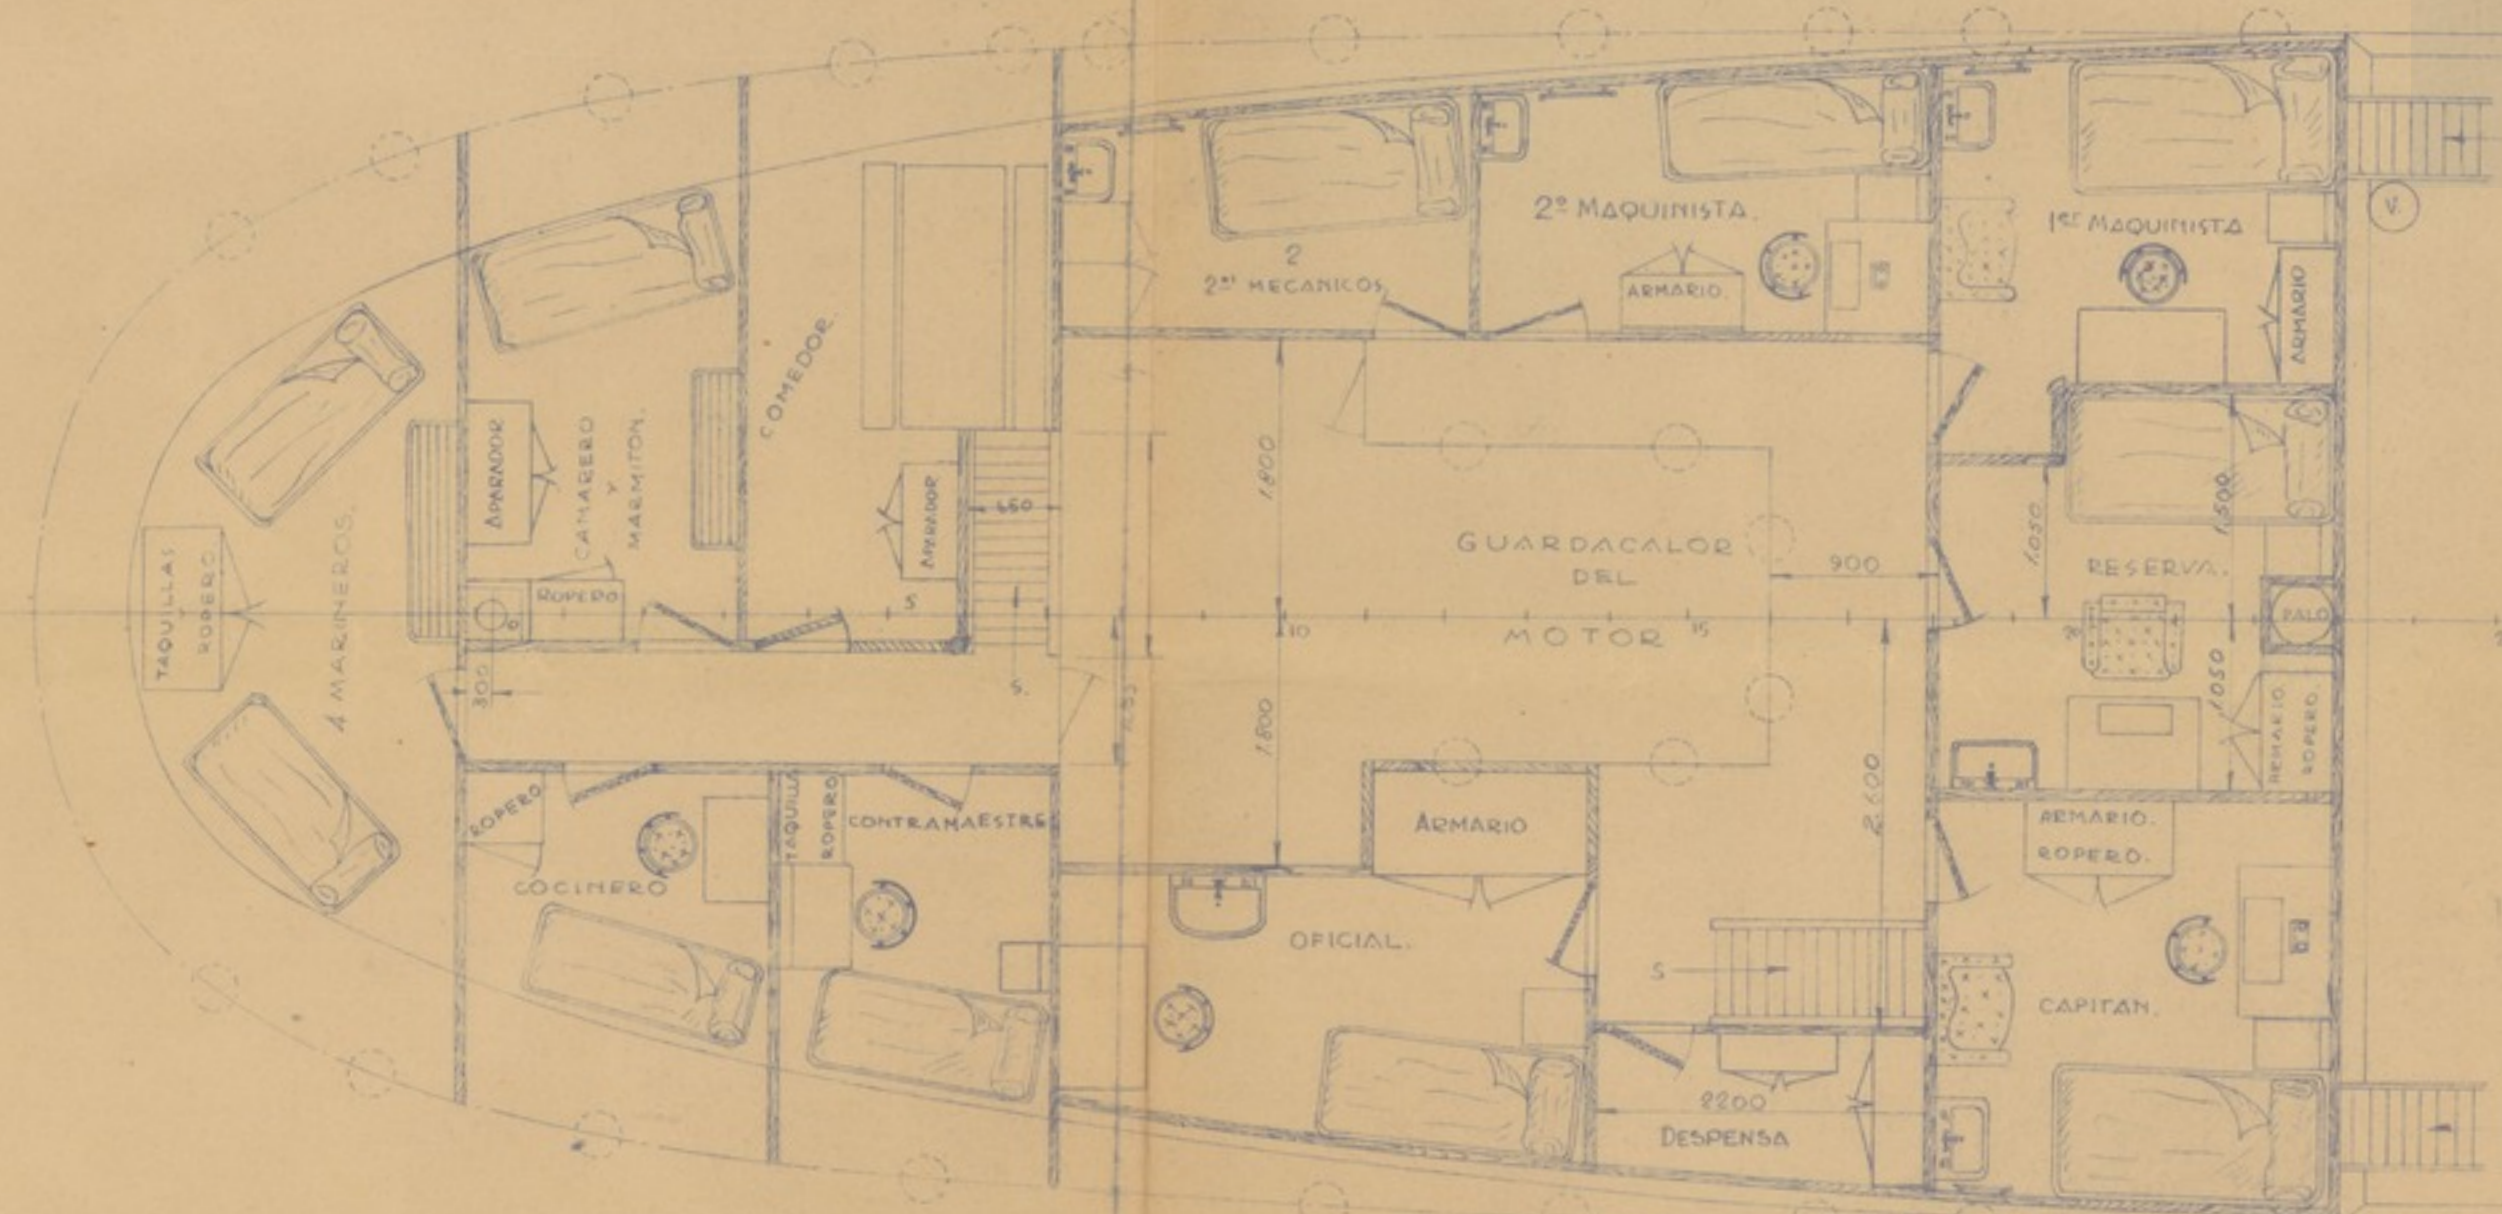 TAQUILLAS
ROPERO
4 MARINEROS.
APARADOR
CAMARERO
Y
MARMITON.
ROPERO
300
COMEDOR
APARADOR
S
S.
2
2ᵒˢ MECANICOS
2º MAQUINISTA.
ARMARIO.
1ER MAQUINISTA
ARMARIO
V.
1.800
1.800
10
GUARDACALOR
DEL
MOTOR
15
900
1.050
1.500
RESERVA.
PALO
1.050
ARMARIO.
ROPERO.
2.600
ROPERO
COCINERO
TAQUILLA
ROPERO
CONTRAMAESTRE
ARMARIO
OFICIAL.
S
2200
DESPENSA
ARMARIO.
ROPERO.
CAPITAN.